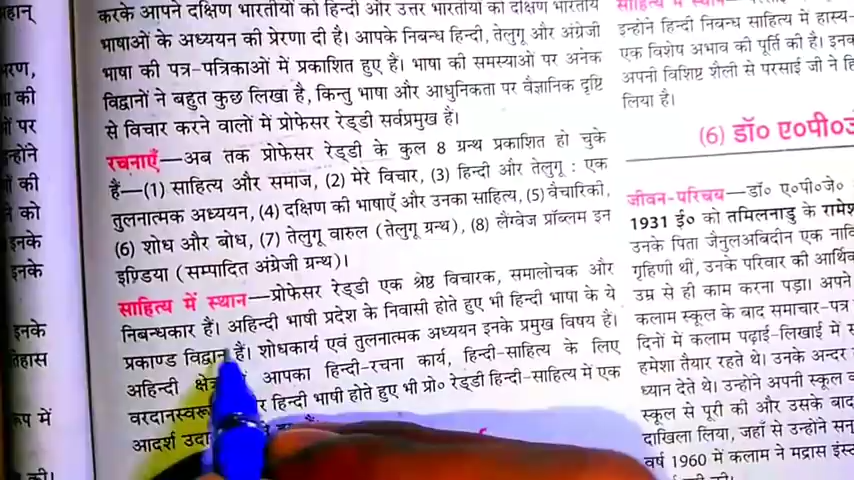 हान्
रण,
ा की
ों पर
न्होंने
ों की
ने को
इनके
इनके
इनके
तिहास
रूप में
की।
करके आपने दक्षिण भारतीयों को हिन्दी और उत्तर भारतीयों को दक्षिण भारतीय
भाषाओं के अध्ययन की प्रेरणा दी है। आपके निबन्ध हिन्दी, तेलुगू और अंग्रेजी
भाषा की पत्र-पत्रिकाओं में प्रकाशित हुए हैं। भाषा की समस्याओं पर अनेक
विद्वानों ने बहुत कुछ लिखा है, किन्तु भाषा और आधुनिकता पर वैज्ञानिक दृष्टि
से विचार करने वालों में प्रोफेसर रेड्डी सर्वप्रमुख हैं।
रचनाएँ—अब तक प्रोफेसर रेड्डी के कुल 8 ग्रन्थ प्रकाशित हो चुके
हैं—(1) साहित्य और समाज, (2) मेरे विचार, (3) हिन्दी और तेलुगू : एक
तुलनात्मक अध्ययन, (4) दक्षिण की भाषाएँ और उनका साहित्य, (5) वैचारिकी,
(6) शोध और बोध, (7) तेलुगू वारुल (तेलुगू ग्रन्थ), (8) लैंग्वेज प्रॉब्लम इन
इण्डिया (सम्पादित अंग्रेजी ग्रन्थ)।
साहित्य में स्थान—प्रोफेसर रेड्डी एक श्रेष्ठ विचारक, समालोचक और
निबन्धकार हैं। अहिन्दी भाषी प्रदेश के निवासी होते हुए भी हिन्दी भाषा के ये
प्रकाण्ड विद्वान् हैं। शोधकार्य एवं तुलनात्मक अध्ययन इनके प्रमुख विषय हैं।
अहिन्दी आपका हिन्दी-रचना कार्य, हिन्दी-साहित्य के लिए
हिन्दी भाषी होते हुए भी प्रो० रेड्डी हिन्दी-साहित्य में एक
आदर्श
साहित्य में
इन्होंने हिन्दी निबन्ध साहित्य में हास्य-
एक विशेष अभाव की पूर्ति की है। इनक
अपनी विशिष्ट शैली से परसाई जी ने हि
लिया है।
(6) डॉ० ए०पी०जे
जीवन-परिचय—डॉ० ए०पी०जे०
1931 ई० को तमिलनाडु के रामेश
उनके पिता जैनुलअबिदीन एक नावि
गृहिणी थीं, उनके परिवार की आर्थिक
उम्र से ही काम करना पड़ा। अपने
कलाम स्कूल के बाद समाचार-पत्र
दिनों में कलाम पढ़ाई-लिखाई में स
हमेशा तैयार रहते थे। उनके अन्दर
ध्यान देते थे। उन्होंने अपनी स्कूल क
स्कूल से पूरी की और उसके बाद
दाखिला लिया, जहाँ से उन्होंने सन्
वर्ष 1960 में कलाम ने मद्रास इंस्